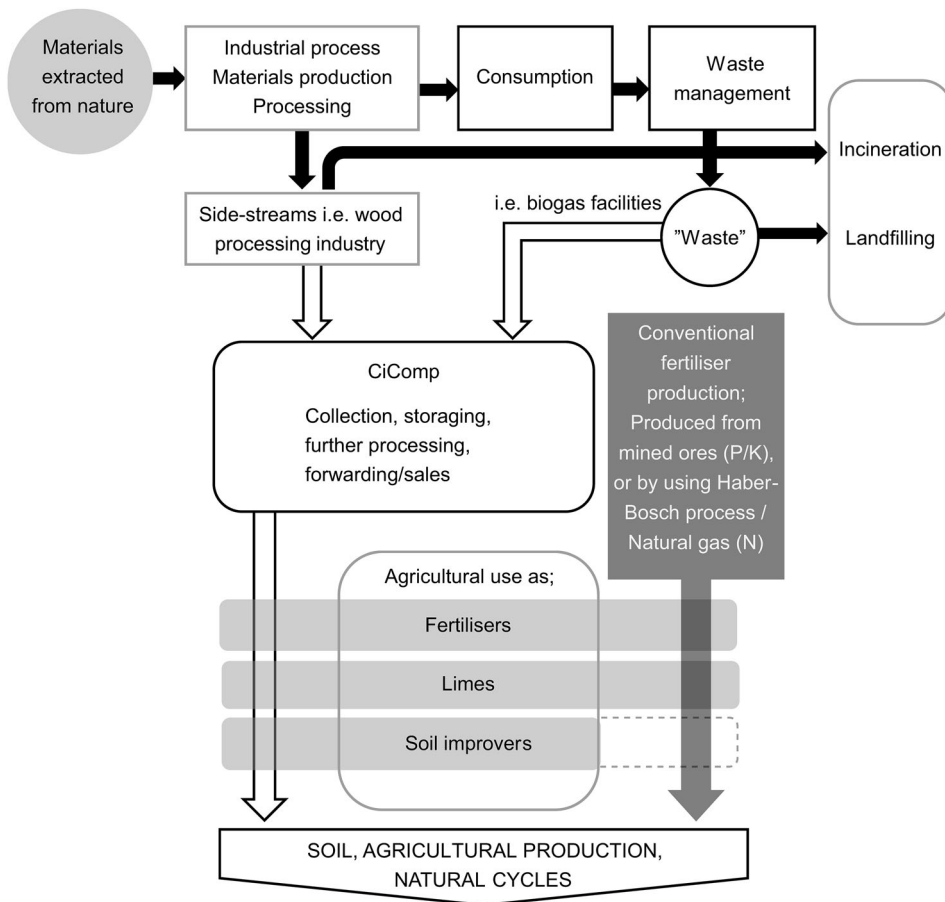 Materials
extracted
from nature
Industrial process
Materials production
Processing
Consumption
Waste
management
Incineration
Landfilling
Side-streams i.e. wood
processing industry
i.e. biogas facilities
”Waste”
CiComp
Collection, storaging,
further processing,
forwarding/sales
Conventional
fertiliser
production;
Produced from
mined ores (P/K),
or by using Haber-
Bosch process /
Natural gas (N)
Agricultural use as;
Fertilisers
Limes
Soil improvers
SOIL, AGRICULTURAL PRODUCTION,
NATURAL CYCLES